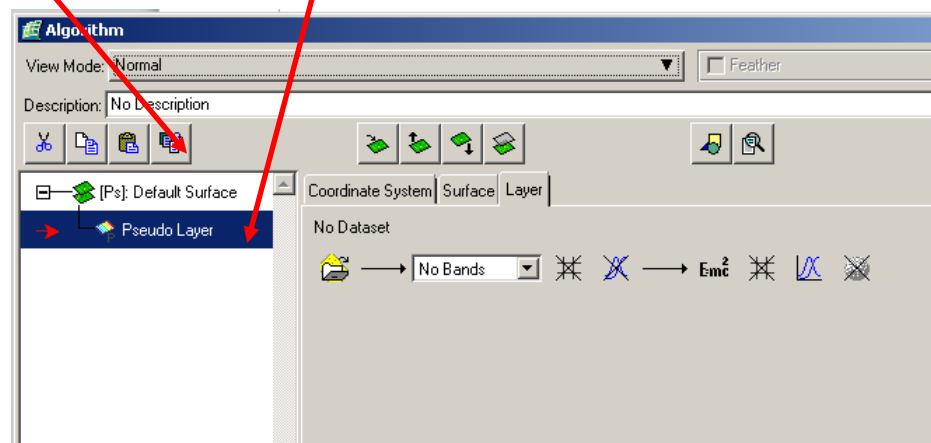 Algorithm
View Mode: Normal
Feather
Description: No Description
[Ps]: Default Surface
Coordinate System Surface Layer
Pseudo Layer
No Dataset
No Bands
Emc2